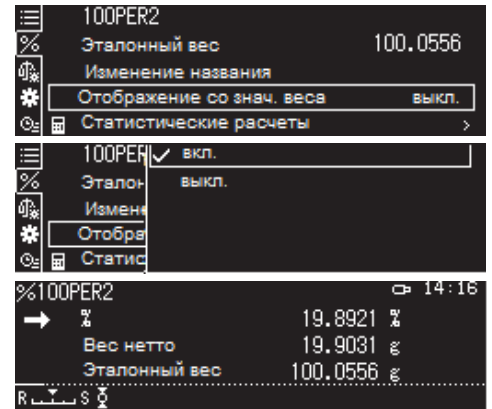 100PER2
Эталонный вес 100.0556
Изменение названия
Отображение со знач. веса выкл.
Статистические расчеты >
100PER ✓ вкл.
Эталон выкл.
Измене
Отобра
Статис
%100PER2 14:16
→ % 19.8921 %
Вес нетто 19.9031 g
Эталонный вес 100.0556 g
R S